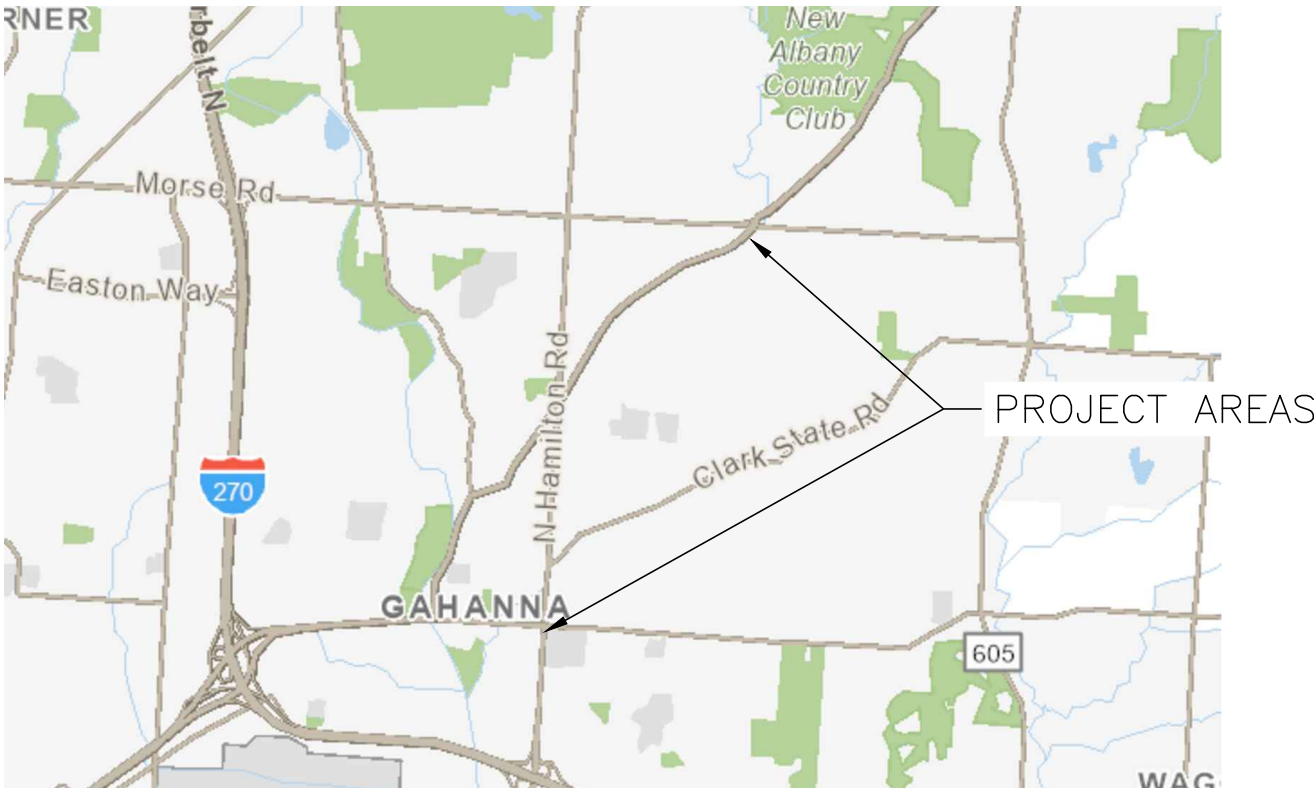 RNER
rbelt N
New
Albany
Country
Club
Morse Rd
Easton Way
N Hamilton Rd
PROJECT AREAS
Clark State Rd
270
GAHANNA
605
WAG